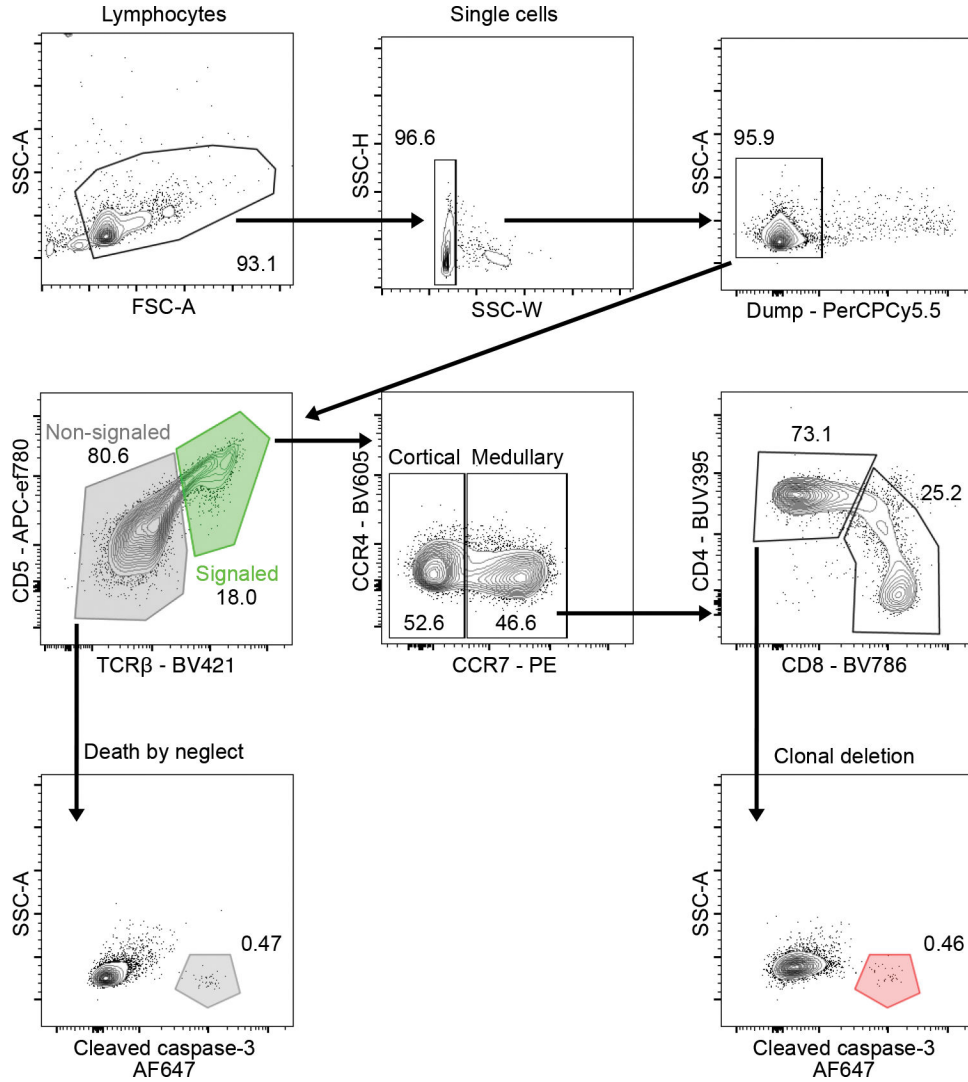 Lymphocytes
Single cells
SSC-A
93.1
FSC-A
SSC-H
96.6
SSC-W
SSC-A
95.9
Dump - PerCPCy5.5
CD5 - APC-ef780
Non-signaled
80.6
Signaled
18.0
TCRβ - BV421
CCR4 - BV605
Cortical
Medullary
52.6
46.6
CCR7 - PE
CD4 - BUV395
73.1
25.2
CD8 - BV786
Death by neglect
SSC-A
0.47
Cleaved caspase-3
AF647
Clonal deletion
SSC-A
0.46
Cleaved caspase-3
AF647